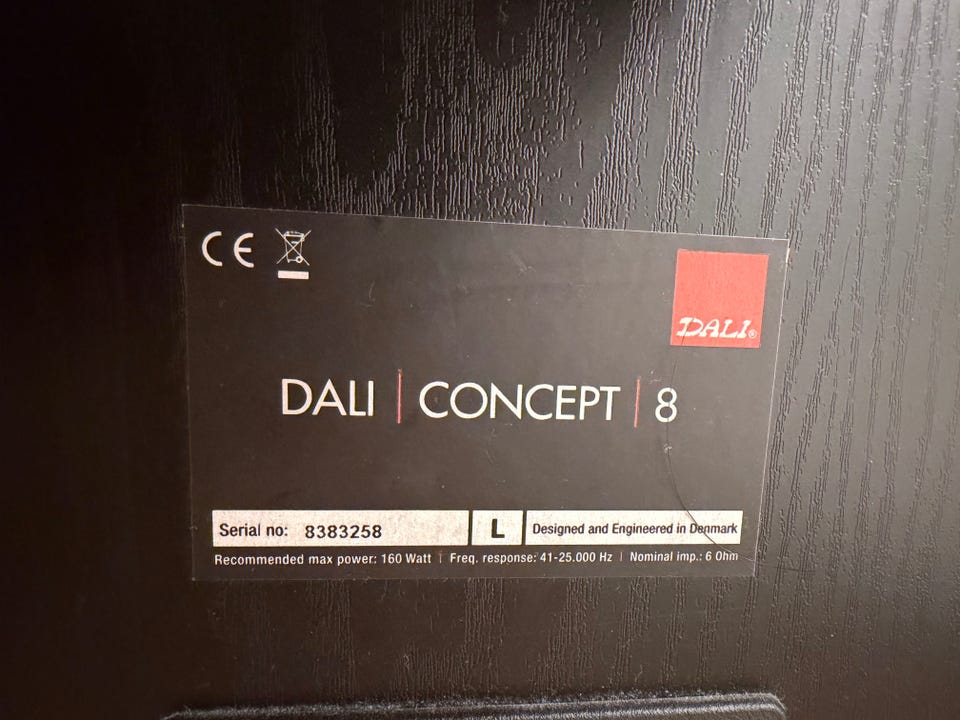 CE
DALI®
DALI | CONCEPT | 8
Serial no: 8383258 L Designed and Engineered in Denmark
Recommended max power: 160 Watt | Freq. response: 41-25.000 Hz | Nominal imp.: 6 Ohm